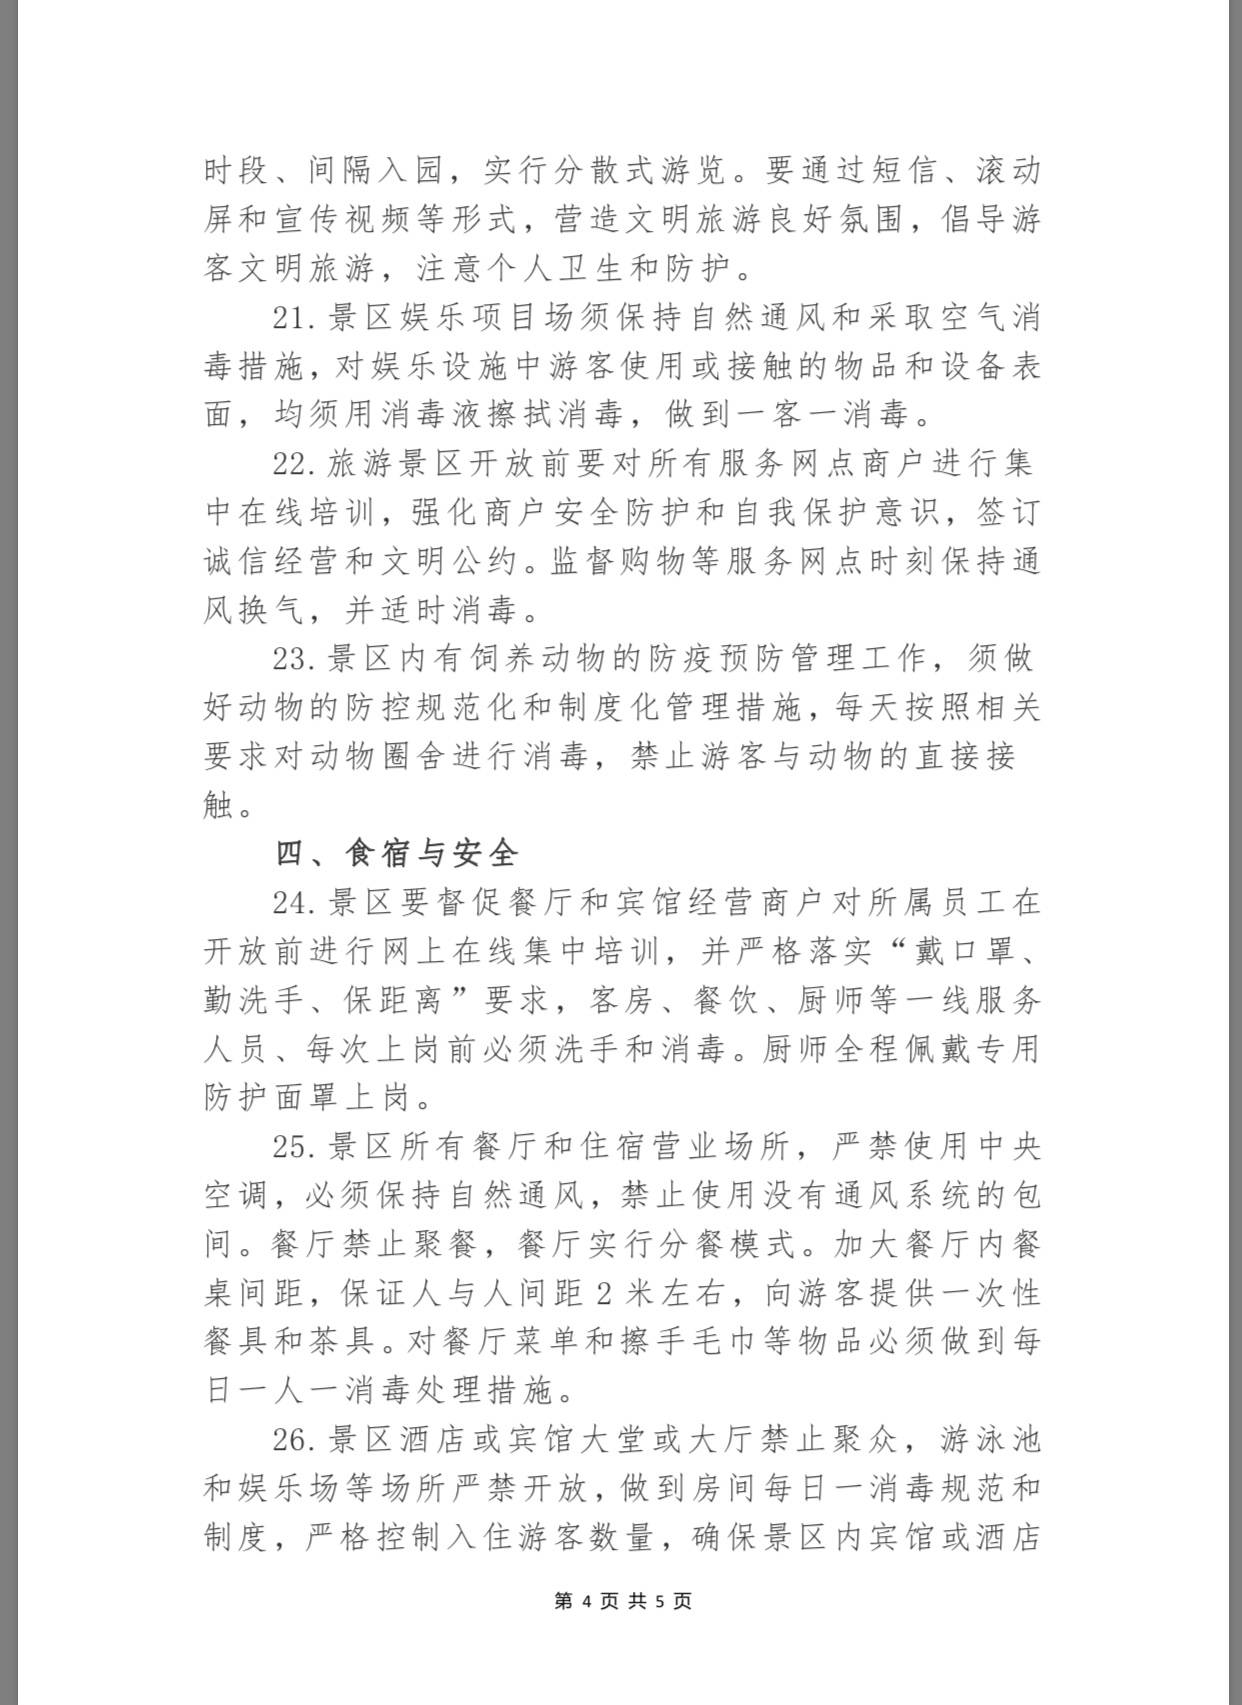 时段、间隔入园，实行分散式游览。要通过短信、滚动
屏和宣传视频等形式，营造文明旅游良好氛围，倡导游
客文明旅游，注意个人卫生和防护。
21.景区娱乐项目场须保持自然通风和采取空气消
毒措施，对娱乐设施中游客使用或接触的物品和设备表
面，均须用消毒液擦拭消毒，做到一客一消毒。
22.旅游景区开放前要对所有服务网点商户进行集
中在线培训，强化商户安全防护和自我保护意识，签订
诚信经营和文明公约。监督购物等服务网点时刻保持通
风换气，并适时消毒。
23.景区内有饲养动物的防疫预防管理工作，须做
好动物的防控规范化和制度化管理措施，每天按照相关
要求对动物圈舍进行消毒，禁止游客与动物的直接接
触。
四、食宿与安全
24.景区要督促餐厅和宾馆经营商户对所属员工在
开放前进行网上在线集中培训，并严格落实“戴口罩、
勤洗手、保距离”要求，客房、餐饮、厨师等一线服务
人员、每次上岗前必须洗手和消毒。厨师全程佩戴专用
防护面罩上岗。
25.景区所有餐厅和住宿营业场所，严禁使用中央
空调，必须保持自然通风，禁止使用没有通风系统的包
间。餐厅禁止聚餐，餐厅实行分餐模式。加大餐厅内餐
桌间距，保证人与人间距 2 米左右，向游客提供一次性
餐具和茶具。对餐厅菜单和擦手毛巾等物品必须做到每
日一人一消毒处理措施。
26.景区酒店或宾馆大堂或大厅禁止聚众，游泳池
和娱乐场等场所严禁开放，做到房间每日一消毒规范和
制度，严格控制入住游客数量，确保景区内宾馆或酒店
第 4 页 共 5 页